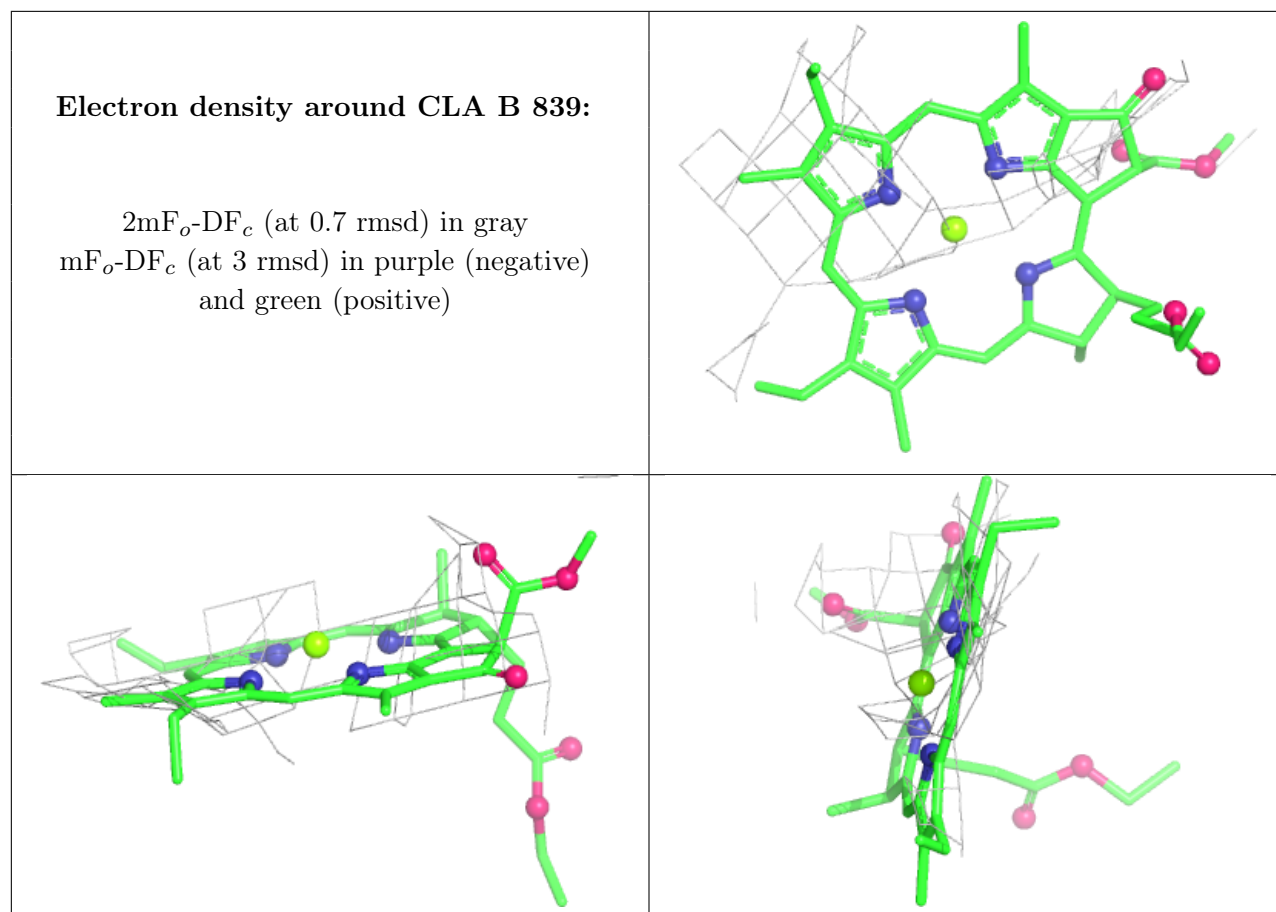 Electron density around CLA B 839:
2mFo-DFc (at 0.7 rmsd) in gray
mFo-DFc (at 3 rmsd) in purple (negative)
and green (positive)